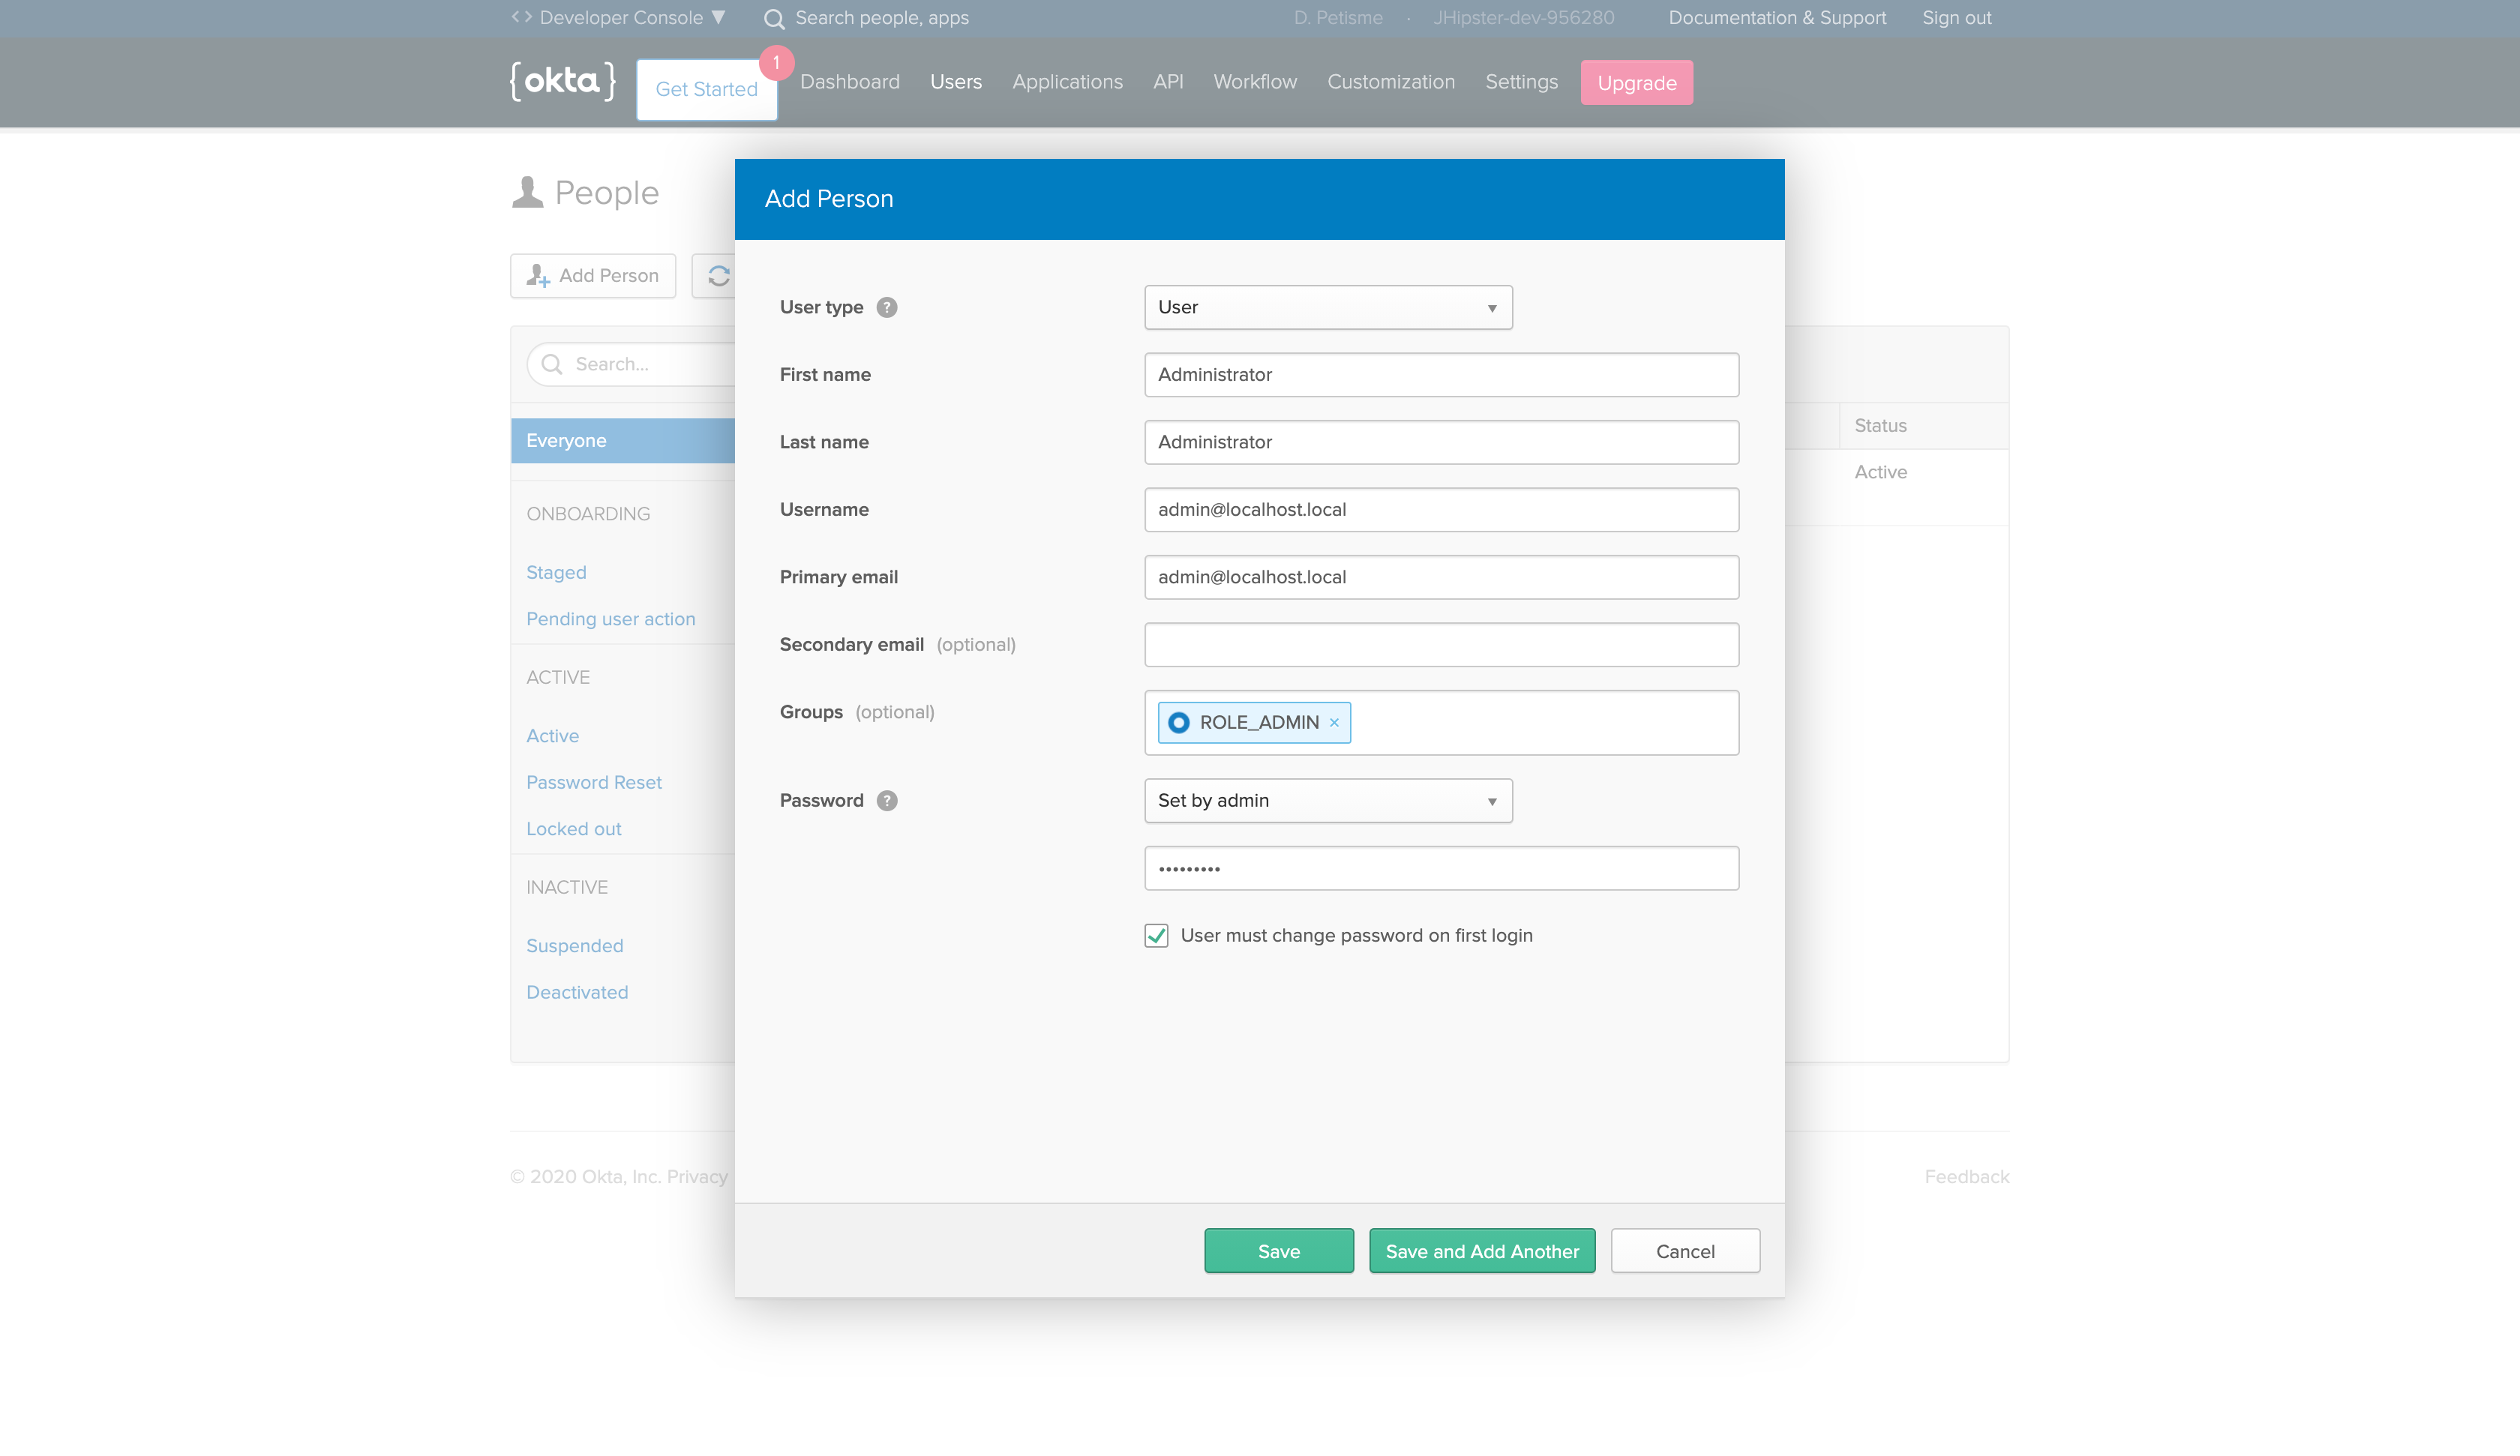 <> Developer Console ▼ Search people, apps D. Petisme · JHipster-dev-956280 Documentation & Support Sign out
{okta} Get Started 1 Dashboard Users Applications API Workflow Customization Settings Upgrade
People
Add Person
Add Person
Search...
Everyone
ONBOARDING
Staged
Pending user action
ACTIVE
Active
Password Reset
Locked out
INACTIVE
Suspended
Deactivated
User type ? User ▼
First name Administrator
Last name Administrator
Username admin@localhost.local
Primary email admin@localhost.local
Secondary email (optional)
Groups (optional) ROLE_ADMIN ×
Password ? Set by admin ▼
•••••••••
User must change password on first login
Save Save and Add Another Cancel
Status
Active
© 2020 Okta, Inc. Privacy
Feedback